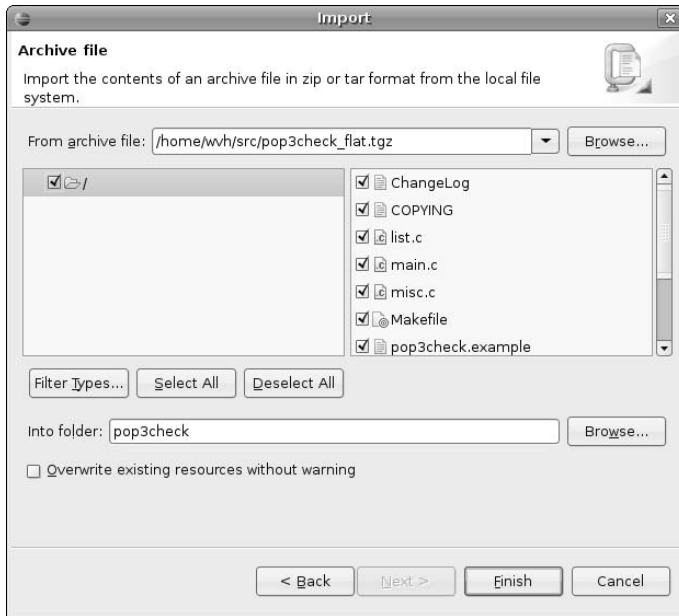 Import
Archive file
Import the contents of an archive file in zip or tar format from the local file
system.
From archive file: /home/wvh/src/pop3check_flat.tgz Browse...
/
ChangeLog
COPYING
list.c
main.c
misc.c
Makefile
pop3check.example
Filter Types... Select All Deselect All
Into folder: pop3check Browse...
Overwrite existing resources without warning
< Back Next > Finish Cancel